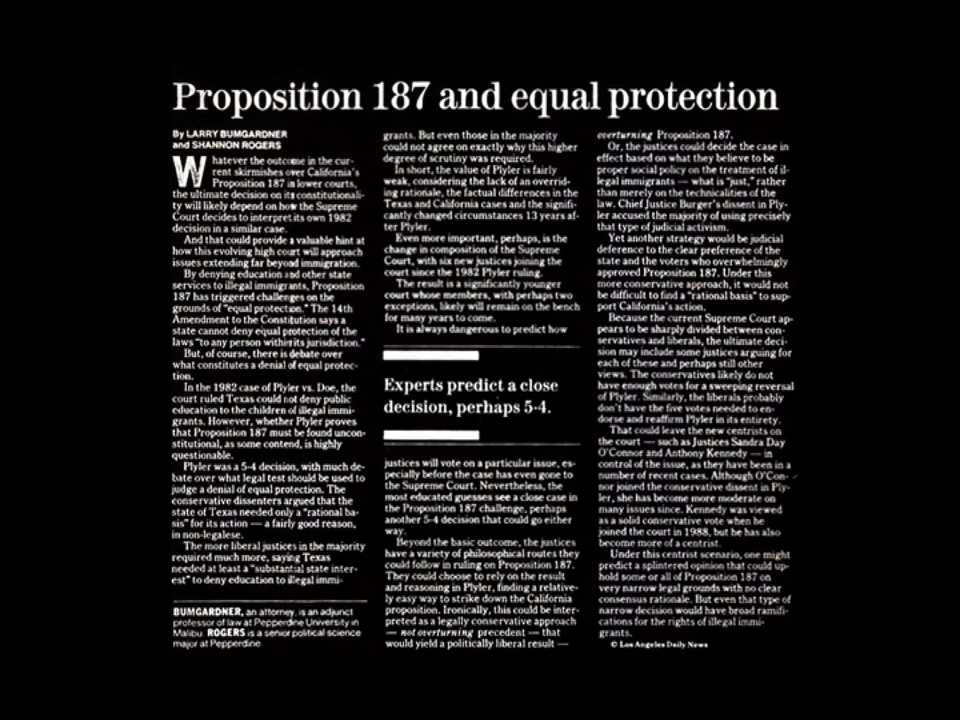 Proposition 187 and equal protection
By LARRY BUMGARDNER
and SHANNON ROGERS
Whatever the outcome in the cur-
rent skirmishes over California's
Proposition 187 in lower courts,
the ultimate decision on its constitutionali-
ty will likely depend on how the Supreme
Court decides to interpret its own 1982
decision in a similar case.
And that could provide a valuable hint at
how this evolving high court will approach
issues extending far beyond immigration.
By denying education and other state
services to illegal immigrants, Proposition
187 has triggered challenges on the
grounds of "equal protection." The 14th
Amendment to the Constitution says a
state cannot deny equal protection of the
laws "to any person within its jurisdiction."
But, of course, there is debate over
what constitutes a denial of equal protec-
tion.
In the 1982 case of Plyler vs. Doe, the
court ruled Texas could not deny public
education to the children of illegal immi-
grants. However, whether Plyler proves
that Proposition 187 must be found uncon-
stitutional, as some contend, is highly
questionable.
Plyler was a 5-4 decision, with much de-
bate over what legal test should be used to
judge a denial of equal protection. The
conservative dissenters argued that the
state of Texas needed only a "rational ba-
sis" for its action — a fairly good reason,
in non-legalese.
The more liberal justices in the majority
required much more, saying Texas
needed at least a "substantial state inter-
est" to deny education to illegal immi-
BUMGARDNER, an attorney, is an adjunct
professor of law at Pepperdine University in
Malibu. ROGERS is a senior political science
major at Pepperdine.
grants. But even those in the majority
could not agree on exactly why this higher
degree of scrutiny was required.
In short, the value of Plyler is fairly
weak, considering the lack of an overrid-
ing rationale, the factual differences in the
Texas and California cases and the signifi-
cantly changed circumstances 13 years af-
ter Plyler.
Even more important, perhaps, is the
change in composition of the Supreme
Court, with six new justices joining the
court since the 1982 Plyler ruling.
The result is a significantly younger
court whose members, with perhaps two
exceptions, likely will remain on the bench
for many years to come.
It is always dangerous to predict how
Experts predict a close
decision, perhaps 5-4.
justices will vote on a particular issue, es-
pecially before the case has even gone to
the Supreme Court. Nevertheless, the
most educated guesses see a close case in
the Proposition 187 challenge, perhaps
another 5-4 decision that could go either
way.
Beyond the basic outcome, the justices
have a variety of philosophical routes they
could follow in ruling on Proposition 187.
They could choose to rely on the result
and reasoning in Plyler, finding a relative-
ly easy way to strike down the California
proposition. Ironically, this could be inter-
preted as a legally conservative approach
— not overturning precedent — that
would yield a politically liberal result —
overturning Proposition 187.
Or, the justices could decide the case in
effect based on what they believe to be
proper social policy on the treatment of il-
legal immigrants — what is "just," rather
than merely on the technicalities of the
law. Chief Justice Burger's dissent in Ply-
ler accused the majority of using precisely
that type of judicial activism.
Yet another strategy would be judicial
deference to the clear preference of the
state and the voters who overwhelmingly
approved Proposition 187. Under this
more conservative approach, it would not
be difficult to find a "rational basis" to sup-
port California's action.
Because the current Supreme Court ap-
pears to be sharply divided between con-
servatives and liberals, the ultimate deci-
sion may include some justices arguing for
each of these and perhaps still other
views. The conservatives likely do not
have enough votes for a sweeping reversal
of Plyler. Similarly, the liberals probably
don't have the five votes needed to en-
dorse and reaffirm Plyler in its entirety.
That could leave the new centrists on
the court — such as Justices Sandra Day
O'Connor and Anthony Kennedy — in
control of the issue, as they have been in a
number of recent cases. Although O'Con-
nor joined the conservative dissent in Ply-
ler, she has become more moderate on
many issues since. Kennedy was viewed
as a solid conservative vote when he
joined the court in 1988, but he has also
become more of a centrist.
Under this centrist scenario, one might
predict a splintered opinion that could up-
hold some or all of Proposition 187 on
very narrow legal grounds with no clear
consensus rationale. But even that type of
narrow decision would have broad ramifi-
cations for the rights of illegal immi-
grants.
© Los Angeles Daily News